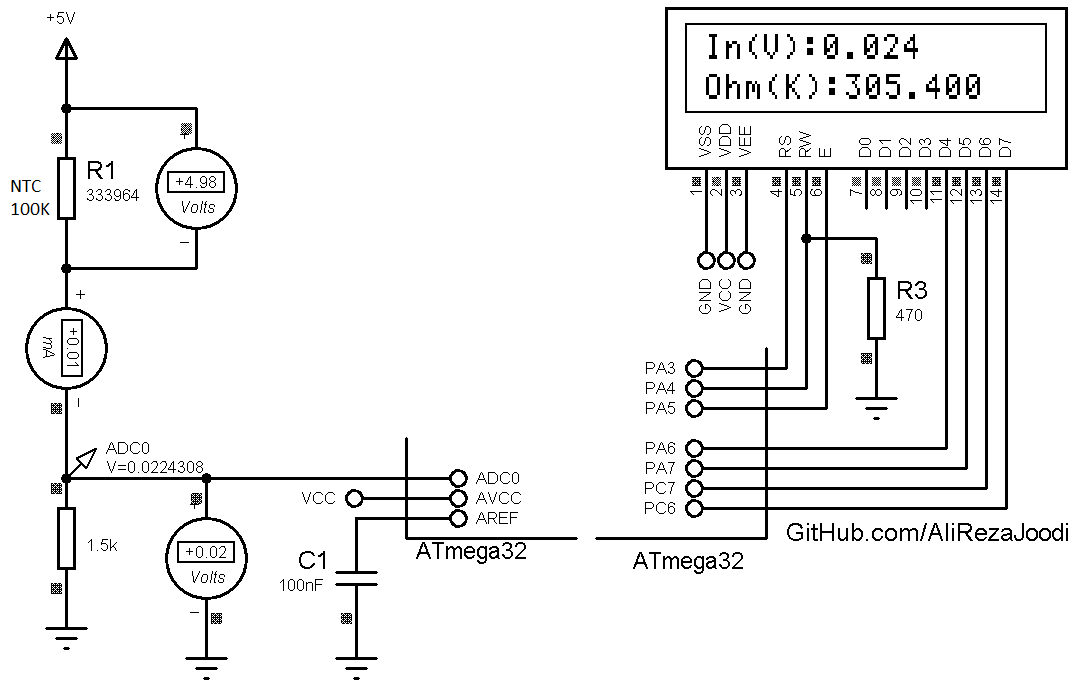 +5V
In(V):0.024
Ohm(K):305.400
VSS
VDD
VEE
RS
RW
E
D0
D1
D2
D3
D4
D5
D6
D7
1
2
3
4
5
6
7
8
9
10
11
12
13
14
+
NTC
100K
R1
333964
+4.98
Volts
−
GND
VCC
GND
R3
470
+
+0.01
mA
−
PA3
PA4
PA5
ADC0
V=0.0224308
PA6
PA7
PC7
PC6
ADC0
VCC
AVCC
AREF
+
1.5k
+0.02
Volts
−
C1
100nF
ATmega32
ATmega32
GitHub.com/AliRezaJoodi